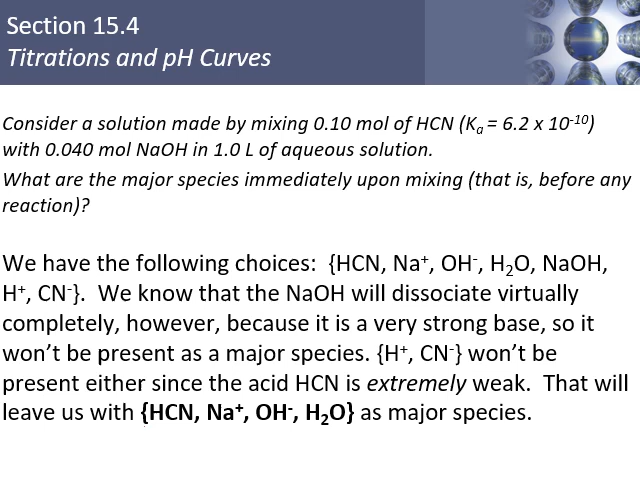 Section 15.4
Titrations and pH Curves
Consider a solution made by mixing 0.10 mol of HCN (Kₐ = 6.2 x 10⁻¹⁰)
with 0.040 mol NaOH in 1.0 L of aqueous solution.
What are the major species immediately upon mixing (that is, before any
reaction)?
We have the following choices: {HCN, Na⁺, OH⁻, H₂O, NaOH,
H⁺, CN⁻}. We know that the NaOH will dissociate virtually
completely, however, because it is a very strong base, so it
won't be present as a major species. {H⁺, CN⁻} won't be
present either since the acid HCN is extremely weak. That will
leave us with {HCN, Na⁺, OH⁻, H₂O} as major species.